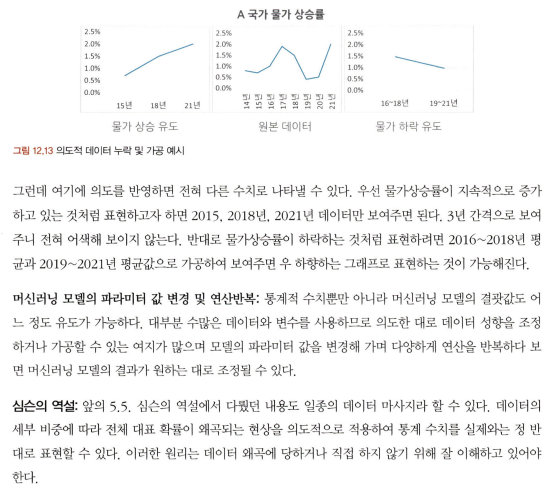 A 국가 물가 상승률
2.5%
2.0%
1.5%
1.0%
0.5%
0.0%
15년 18년 21년
물가 상승 유도
2.5%
2.0%
1.5%
1.0%
0.5%
0.0%
14년 15년 16년 17년 18년 19년 20년 21년
원본 데이터
2.5%
2.0%
1.5%
1.0%
0.5%
0.0%
16~18년 19~21년
물가 하락 유도
그림 12.13 의도적 데이터 누락 및 가공 예시
그런데 여기에 의도를 반영하면 전혀 다른 수치로 나타낼 수 있다. 우선 물가상승률이 지속적으로 증가
하고 있는 것처럼 표현하고자 하면 2015, 2018년, 2021년 데이터만 보여주면 된다. 3년 간격으로 보여
주니 전혀 어색해 보이지 않는다. 반대로 물가상승률이 하락하는 것처럼 표현하려면 2016~2018년 평
균과 2019~2021년 평균값으로 가공하여 보여주면 우 하향하는 그래프로 표현하는 것이 가능해진다.
머신러닝 모델의 파라미터 값 변경 및 연산반복: 통계적 수치뿐만 아니라 머신러닝 모델의 결괏값도 어
느 정도 유도가 가능하다. 대부분 수많은 데이터와 변수를 사용하므로 의도한 대로 데이터 성향을 조정
하거나 가공할 수 있는 여지가 많으며 모델의 파라미터 값을 변경해 가며 다양하게 연산을 반복하다 보
면 머신러닝 모델의 결과가 원하는 대로 조정될 수 있다.
심슨의 역설: 앞의 5.5. 심슨의 역설에서 다뤘던 내용도 일종의 데이터 마사지라 할 수 있다. 데이터의
세부 비중에 따라 전체 대표 확률이 왜곡되는 현상을 의도적으로 적용하여 통계 수치를 실제와는 정 반
대로 표현할 수 있다. 이러한 원리는 데이터 왜곡에 당하거나 직접 하지 않기 위해 잘 이해하고 있어야
한다.